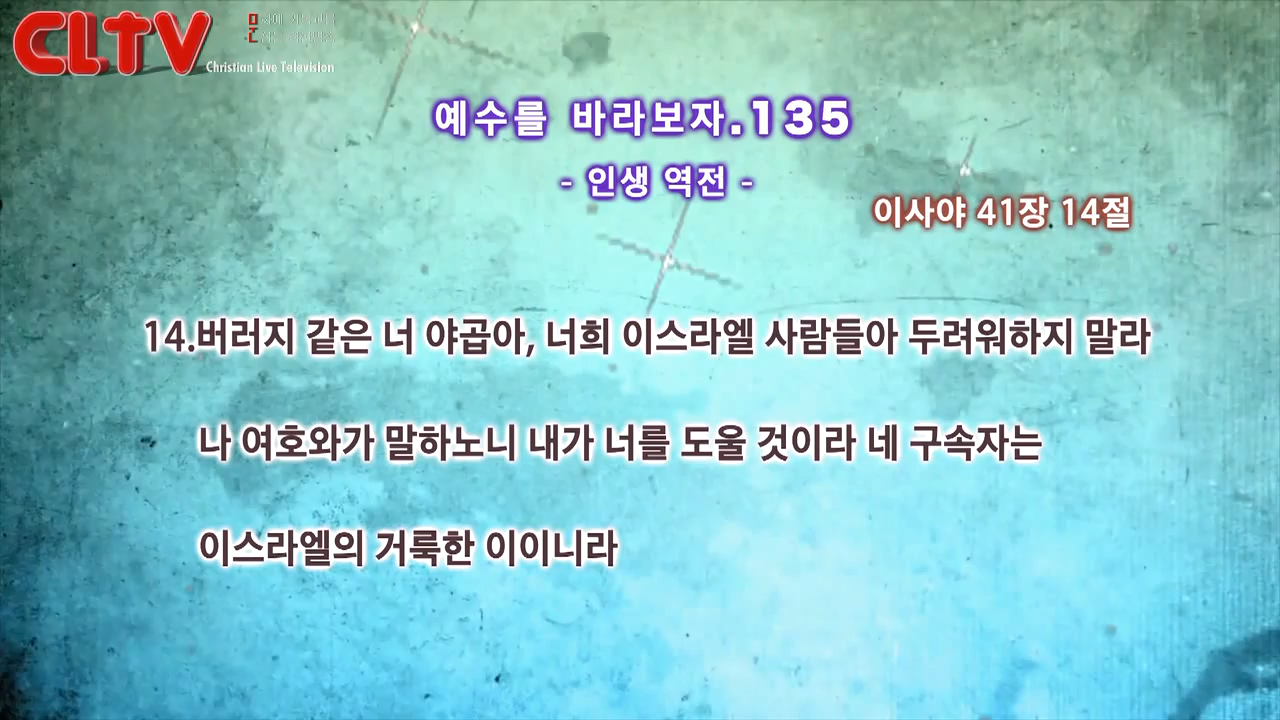 CLTV
Christian Live Television
예수를 바라보자.135
- 인생 역전 -
이사야 41장 14절
14.버러지 같은 너 야곱아, 너희 이스라엘 사람들아 두려워하지 말라
나 여호와가 말하노니 내가 너를 도울 것이라 네 구속자는
이스라엘의 거룩한 이이니라